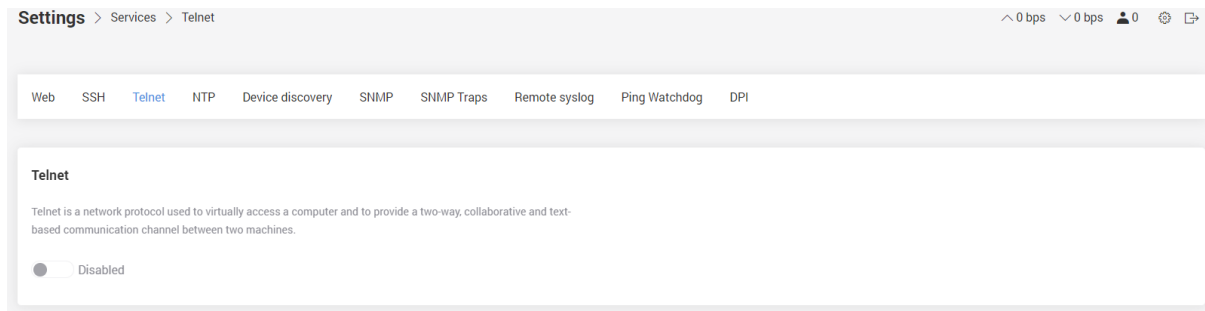 Settings > Services > Telnet 0 bps 0 bps 0
Web SSH Telnet NTP Device discovery SNMP SNMP Traps Remote syslog Ping Watchdog DPI
Telnet
Telnet is a network protocol used to virtually access a computer and to provide a two-way, collaborative and text-
based communication channel between two machines.
Disabled